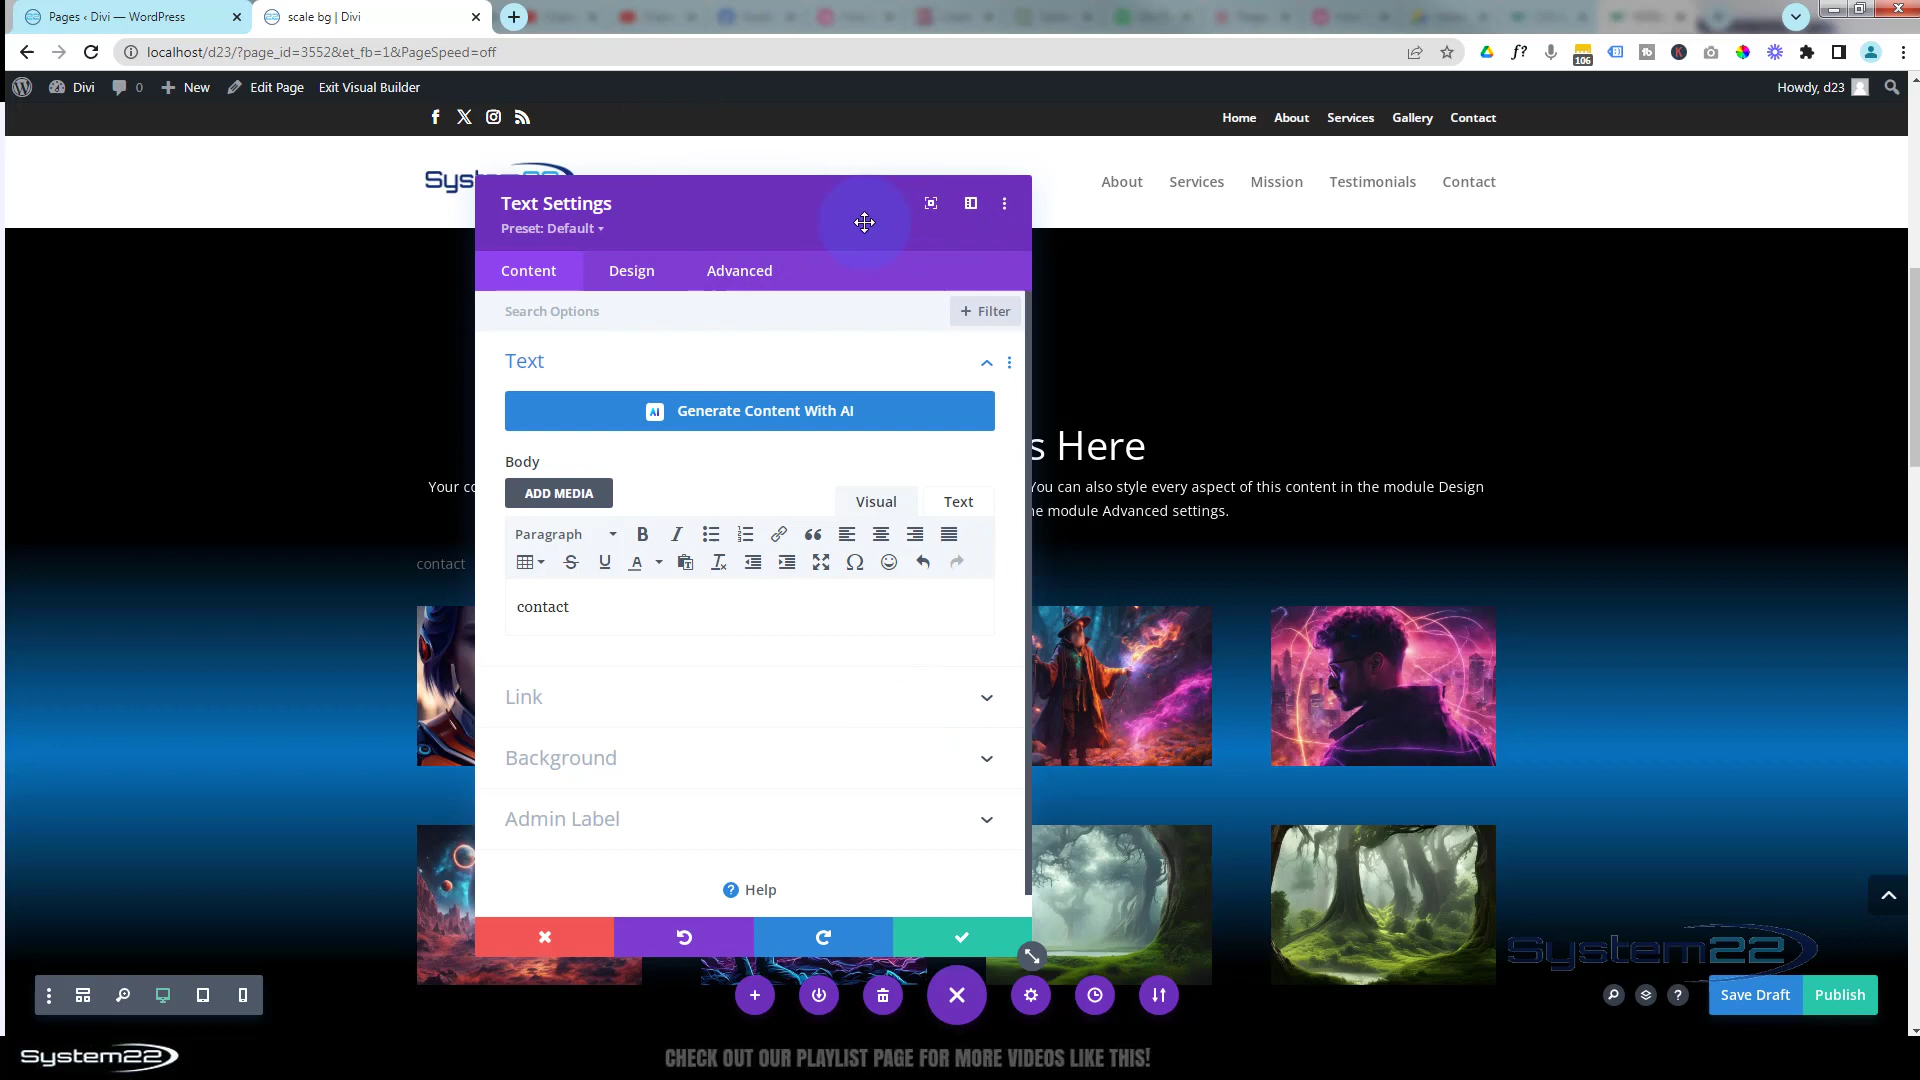 Pages ‹ Divi — WordPress
scale bg | Divi
localhost/d23/?page_id=3552&et_fb=1&PageSpeed=off
106
Divi
0
New
Edit Page
Exit Visual Builder
Howdy, d23
Home
About
Services
Gallery
Contact
About
Services
Mission
Testimonials
Contact
Text Settings
Preset: Default
Content
Design
Advanced
Search Options
+ Filter
Text
AI
Generate Content With AI
s Here
Body
ADD MEDIA
Visual
Text
Your co
You can also style every aspect of this content in the module Design
e module Advanced settings.
Paragraph
contact
contact
Link
Background
Admin Label
Help
System22
Save Draft
Publish
System22
CHECK OUT OUR PLAYLIST PAGE FOR MORE VIDEOS LIKE THIS!